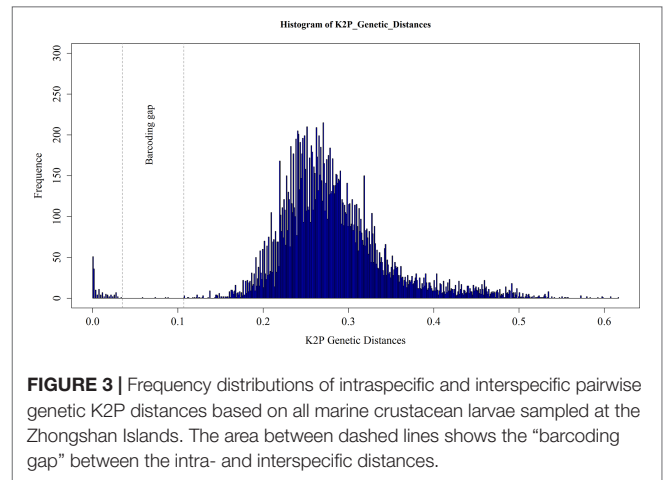 Histogram of K2P_Genetic_Distances
300
250
200
150
100
50
0
Frequency
Barcoding gap
0.0 0.1 0.2 0.3 0.4 0.5 0.6
K2P Genetic Distances
FIGURE 3 | Frequency distributions of intraspecific and interspecific pairwise
genetic K2P distances based on all marine crustacean larvae sampled at the
Zhongshan Islands. The area between dashed lines shows the “barcoding
gap” between the intra- and interspecific distances.